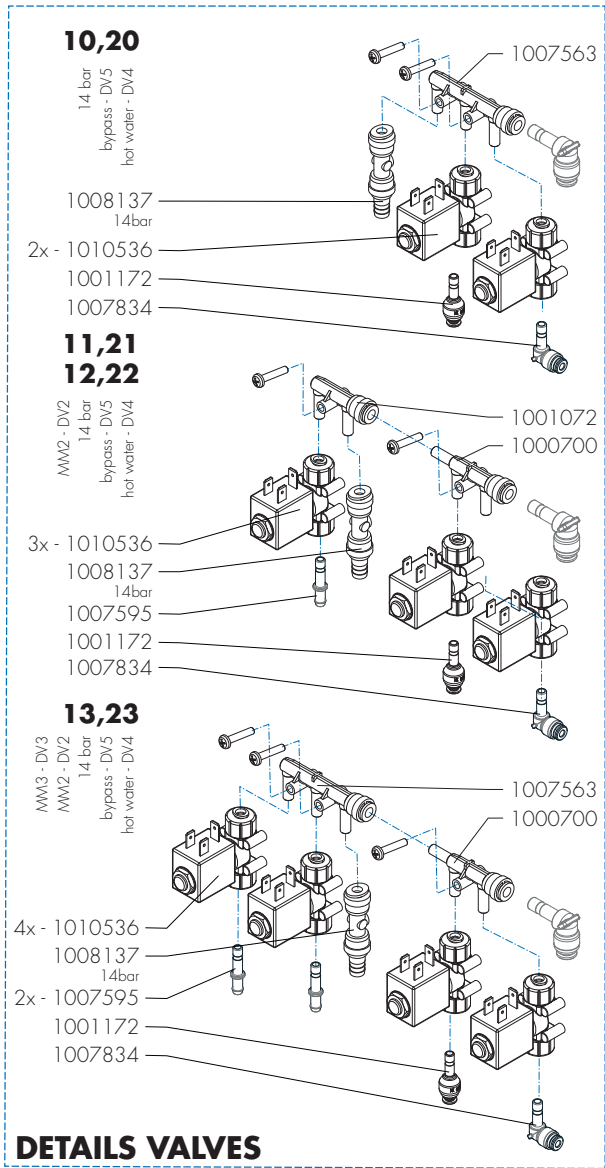 10,20
14 bar
bypass - DV5
hot water - DV4
1007563
1008137
14bar
2x - 1010536
1001172
1007834
11,21
12,22
MM2 - DV2
14 bar
bypass - DV5
hot water - DV4
1001072
1000700
3x - 1010536
1008137
14bar
1007595
1001172
1007834
13,23
MM3 - DV3
MM2 - DV2
14 bar
bypass - DV5
hot water - DV4
1007563
1000700
4x - 1010536
1008137
14bar
2x - 1007595
1001172
1007834
DETAILS VALVES